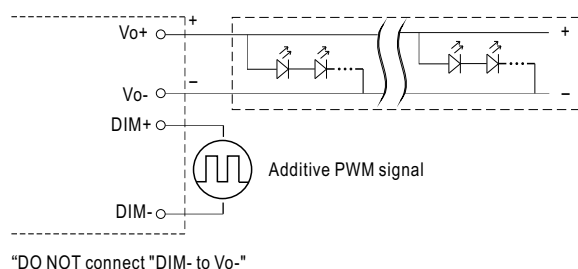 Vo+
+
+
Vo-
–
–
DIM+
Additive PWM signal
DIM-
“DO NOT connect "DIM- to Vo-"